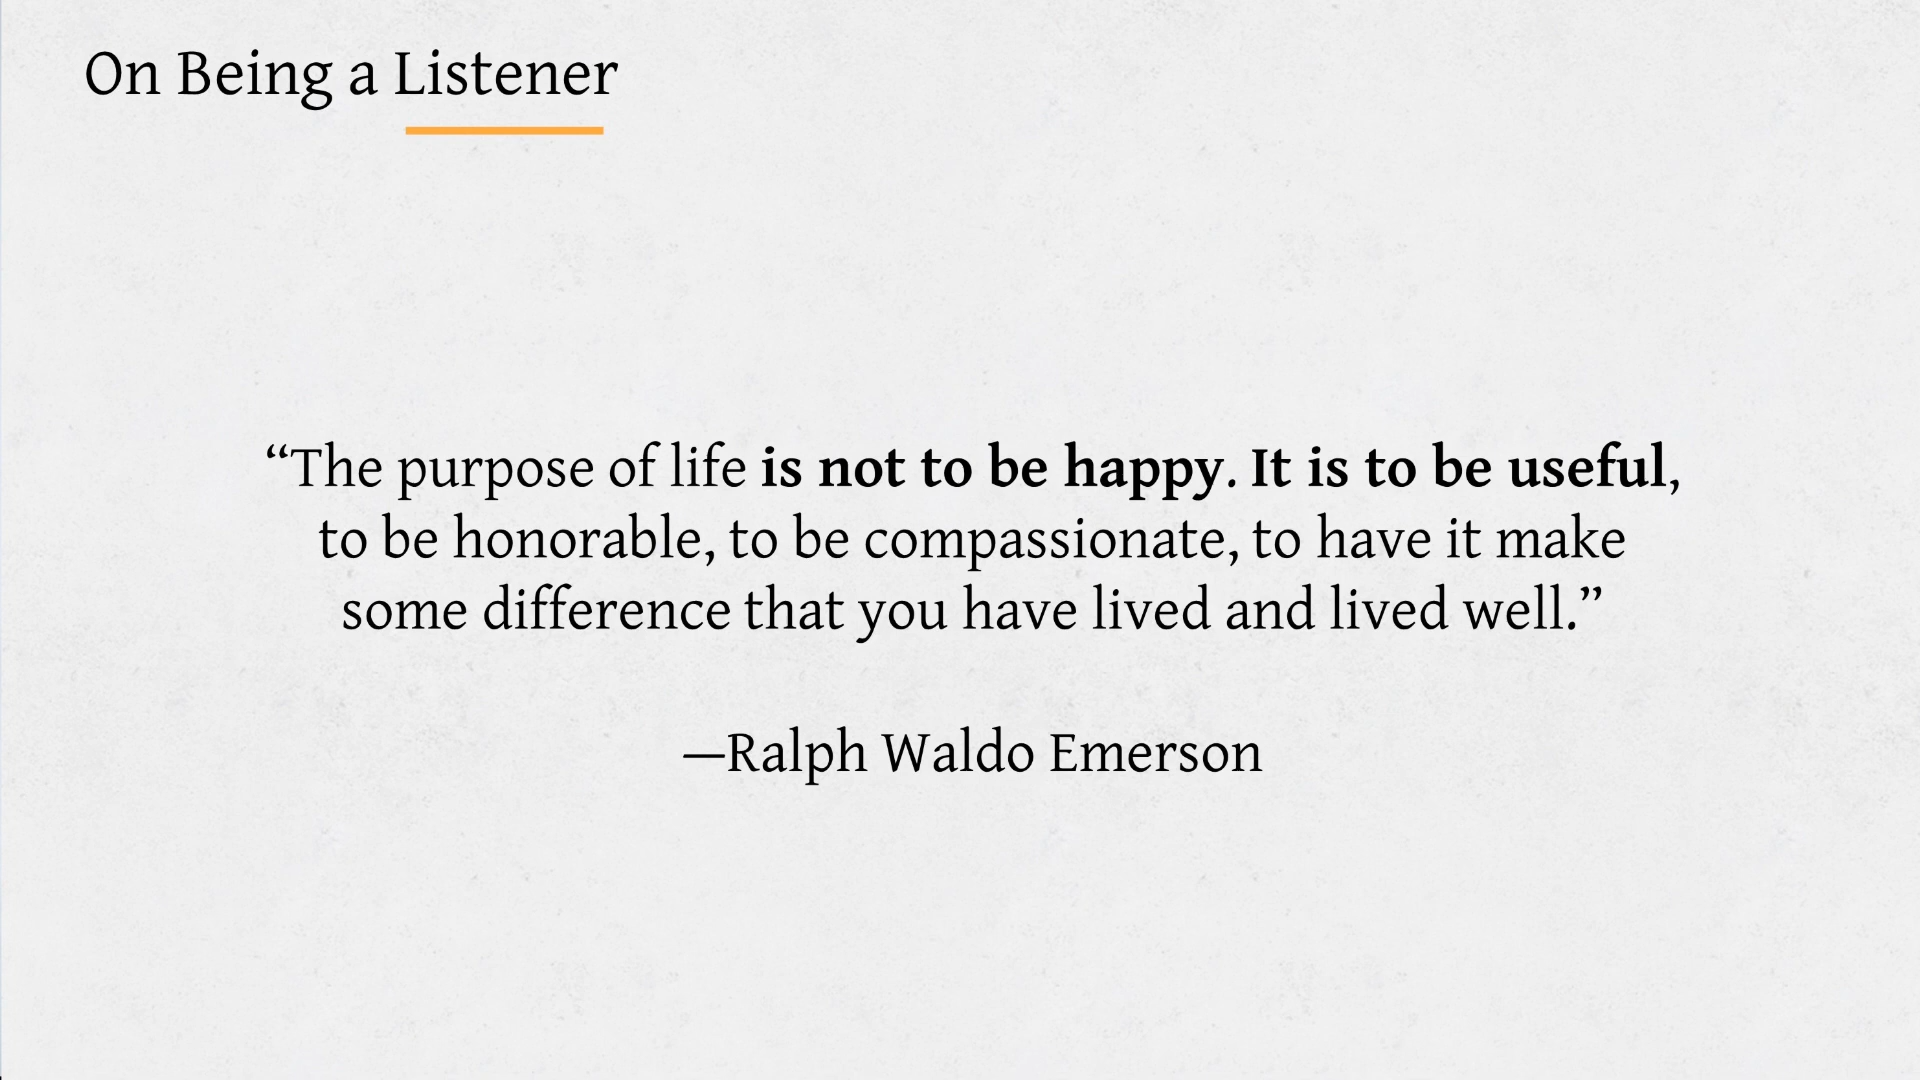 On Being a Listener
“The purpose of life is not to be happy. It is to be useful,
to be honorable, to be compassionate, to have it make
some difference that you have lived and lived well.”
—Ralph Waldo Emerson